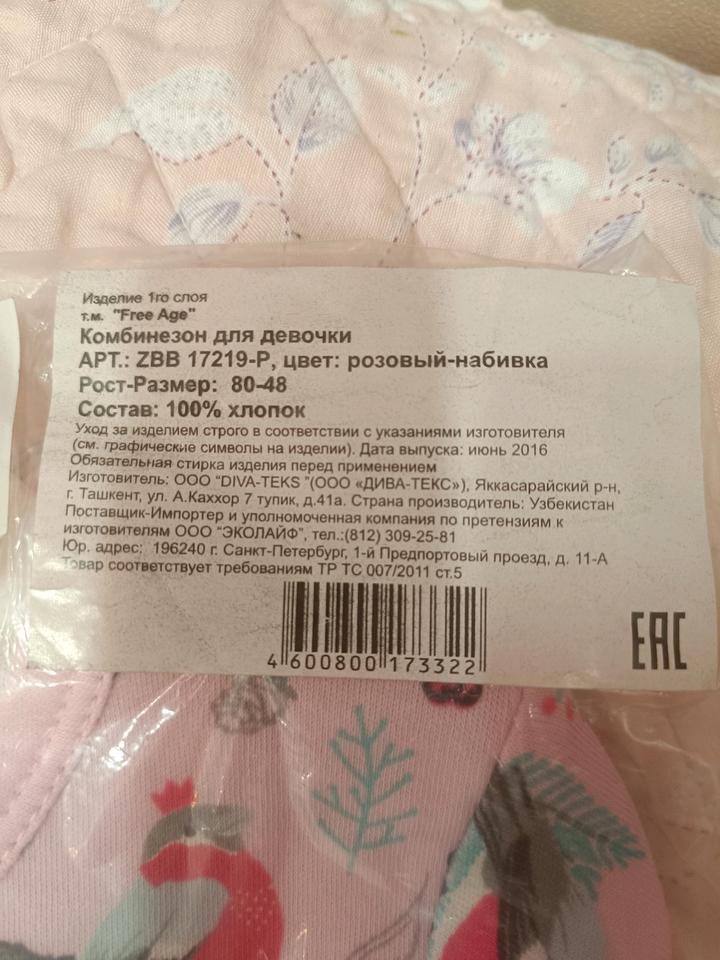 Изделие 1го слоя
т.м. "Free Age"
Комбинезон для девочки
АРТ.: ZBB 17219-P, цвет: розовый-набивка
Рост-Размер: 80-48
Состав: 100% хлопок
Уход за изделием строго в соответствии с указаниями изготовителя
(см. графические символы на изделии). Дата выпуска: июнь 2016
Обязательная стирка изделия перед применением
Изготовитель: ООО "DIVA-TEKS "(ООО «ДИВА-ТЕКС»), Яккасарайский р-н,
г. Ташкент, ул. А.Каххор 7 тупик, д.41а. Страна производитель: Узбекистан
Поставщик-Импортер и уполномоченная компания по претензиям к
изготовителям ООО "ЭКОЛАЙФ", тел.:(812) 309-25-81
Юр. адрес: 196240 г. Санкт-Петербург, 1-й Предпортовый проезд, д. 11-А
Товар соответствует требованиям ТР ТС 007/2011 ст.5
4 600800 173322
EAC